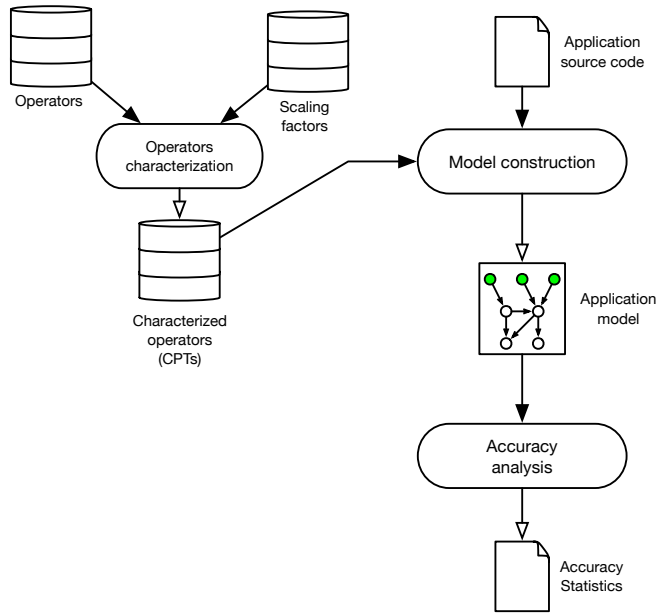 Operators
Scaling
factors
Application
source code
Operators
characterization
Model construction
Characterized
operators
(CPTs)
Application
model
Accuracy
analysis
Accuracy
Statistics